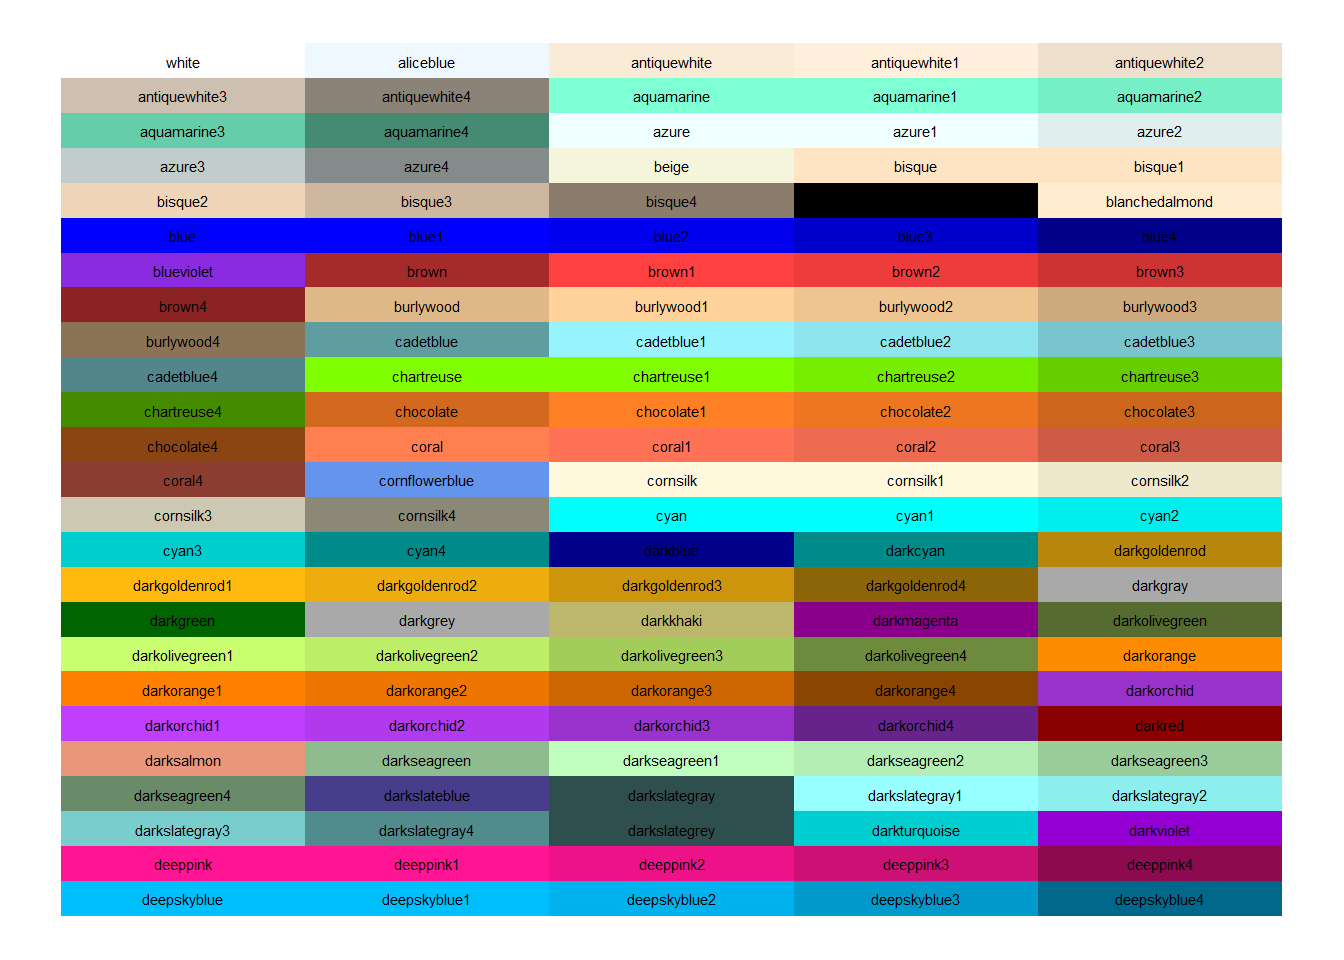 white aliceblue antiquewhite antiquewhite1 antiquewhite2
antiquewhite3 antiquewhite4 aquamarine aquamarine1 aquamarine2
aquamarine3 aquamarine4 azure azure1 azure2
azure3 azure4 beige bisque bisque1
bisque2 bisque3 bisque4 blanchedalmond
blue blue1 blue2 blue3 blue4
blueviolet brown brown1 brown2 brown3
brown4 burlywood burlywood1 burlywood2 burlywood3
burlywood4 cadetblue cadetblue1 cadetblue2 cadetblue3
cadetblue4 chartreuse chartreuse1 chartreuse2 chartreuse3
chartreuse4 chocolate chocolate1 chocolate2 chocolate3
chocolate4 coral coral1 coral2 coral3
coral4 cornflowerblue cornsilk cornsilk1 cornsilk2
cornsilk3 cornsilk4 cyan cyan1 cyan2
cyan3 cyan4 darkblue darkcyan darkgoldenrod
darkgoldenrod1 darkgoldenrod2 darkgoldenrod3 darkgoldenrod4 darkgray
darkgreen darkgrey darkkhaki darkmagenta darkolivegreen
darkolivegreen1 darkolivegreen2 darkolivegreen3 darkolivegreen4 darkorange
darkorange1 darkorange2 darkorange3 darkorange4 darkorchid
darkorchid1 darkorchid2 darkorchid3 darkorchid4 darkred
darksalmon darkseagreen darkseagreen1 darkseagreen2 darkseagreen3
darkseagreen4 darkslateblue darkslategray darkslategray1 darkslategray2
darkslategray3 darkslategray4 darkslategrey darkturquoise darkviolet
deeppink deeppink1 deeppink2 deeppink3 deeppink4
deepskyblue deepskyblue1 deepskyblue2 deepskyblue3 deepskyblue4